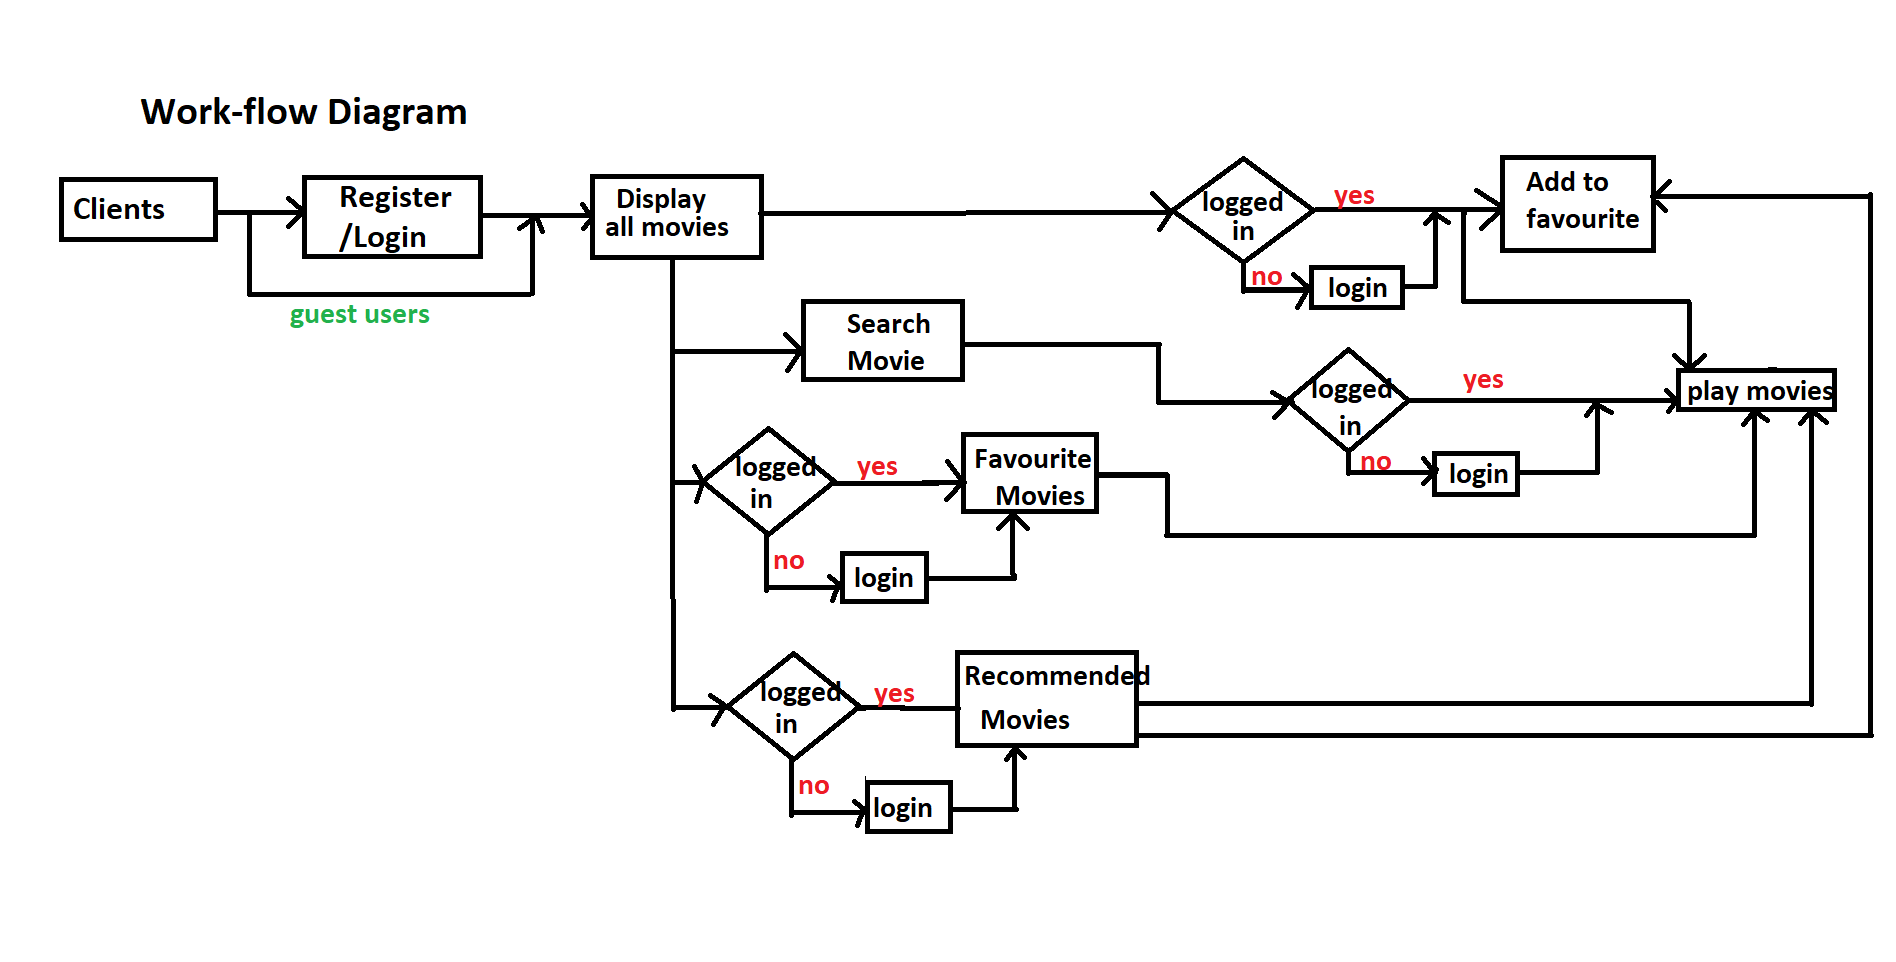 Work-flow Diagram
Clients
Register
/Login
guest users
Display
all movies
logged
in
yes
no
login
Add to
favourite
Search
Movie
logged
in
yes
no
login
play movies
logged
in
yes
no
login
Favourite
Movies
logged
in
yes
no
login
Recommended
Movies